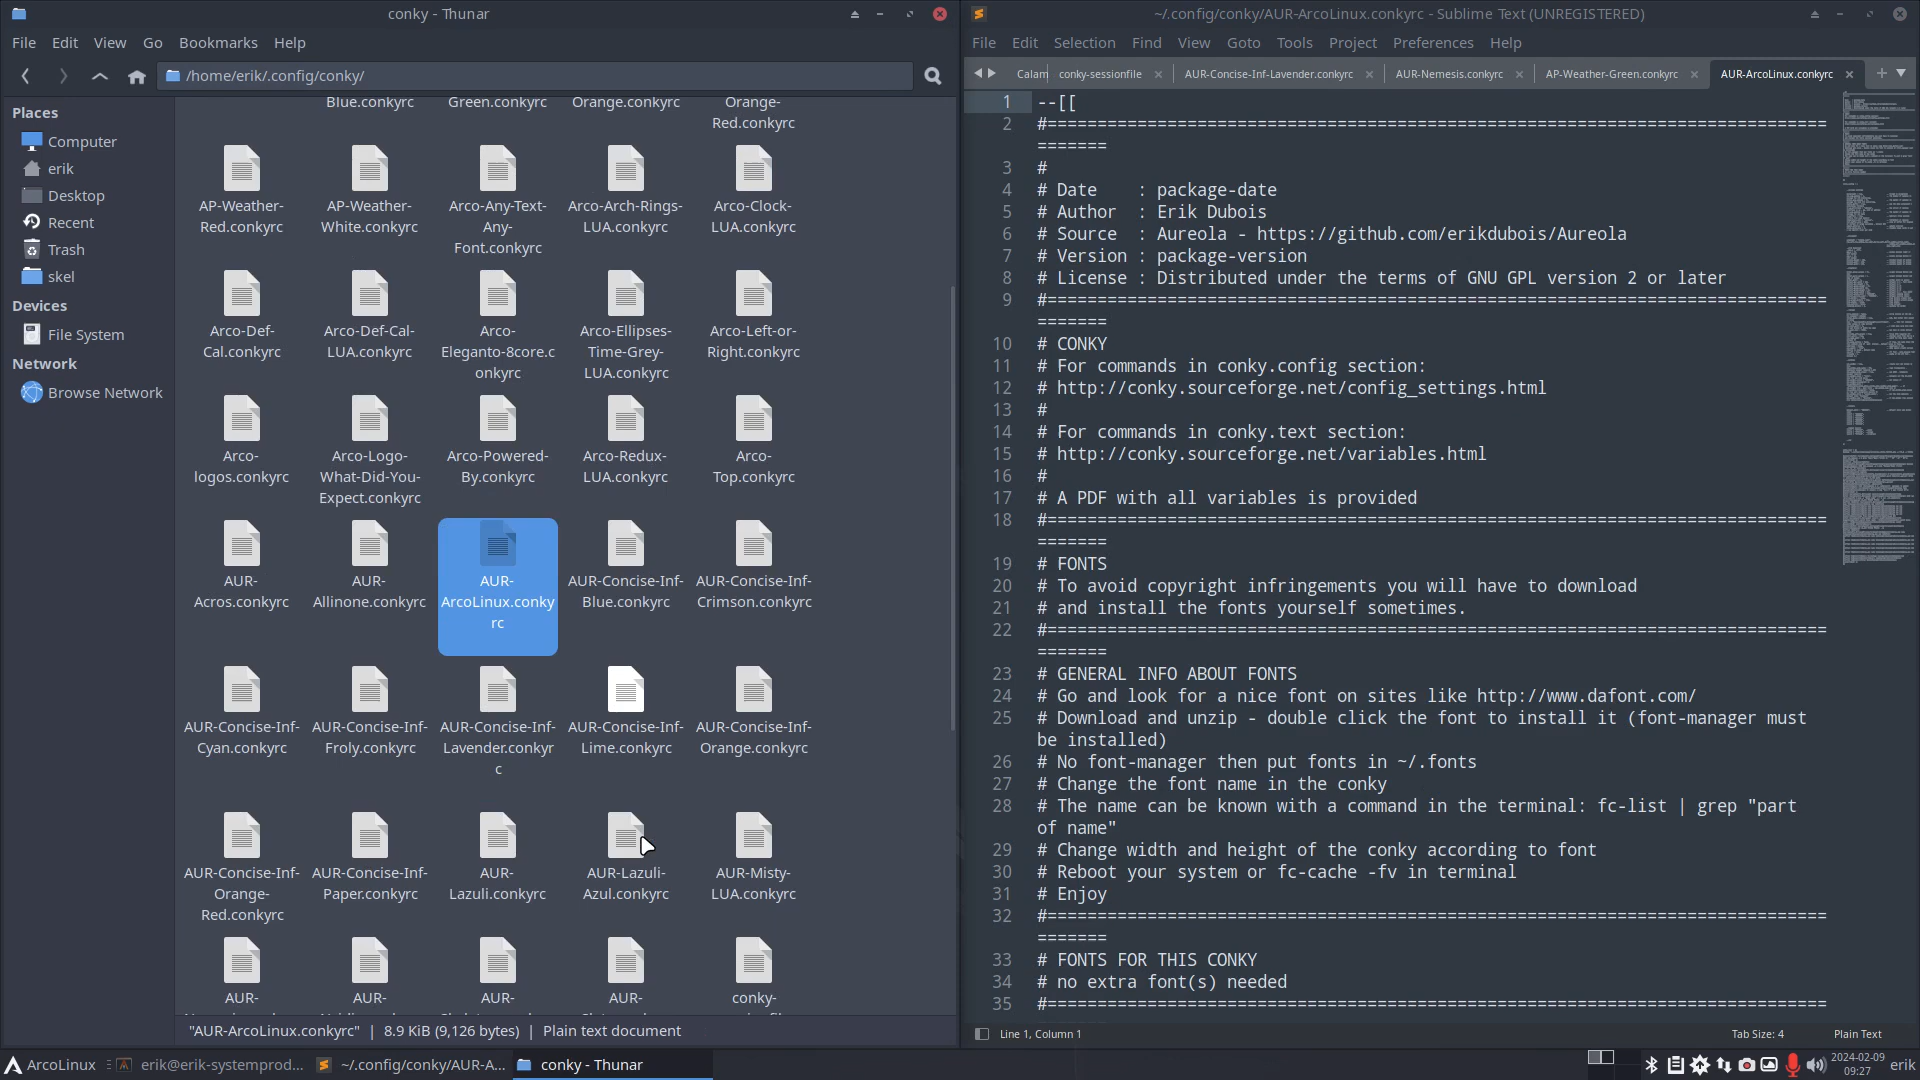 conky - Thunar
File Edit View Go Bookmarks Help
/home/erik/.config/conky/
Places
Computer
erik
Desktop
Recent
Trash
skel
Devices
File System
Network
Browse Network
Blue.conkyrc
Green.conkyrc
Orange.conkyrc
Orange-
Red.conkyrc
AP-Weather-
Red.conkyrc
AP-Weather-
White.conkyrc
Arco-Any-Text-
Any-
Font.conkyrc
Arco-Arch-Rings-
LUA.conkyrc
Arco-Clock-
LUA.conkyrc
Arco-Def-
Cal.conkyrc
Arco-Def-Cal-
LUA.conkyrc
Arco-
Eleganto-8core.c
onkyrc
Arco-Ellipses-
Time-Grey-
LUA.conkyrc
Arco-Left-or-
Right.conkyrc
Arco-
logos.conkyrc
Arco-Logo-
What-Did-You-
Expect.conkyrc
Arco-Powered-
By.conkyrc
Arco-Redux-
LUA.conkyrc
Arco-
Top.conkyrc
AUR-
Acros.conkyrc
AUR-
Allinone.conkyrc
AUR-
ArcoLinux.conky
rc
AUR-Concise-Inf-
Blue.conkyrc
AUR-Concise-Inf-
Crimson.conkyrc
AUR-Concise-Inf-
Cyan.conkyrc
AUR-Concise-Inf-
Froly.conkyrc
AUR-Concise-Inf-
Lavender.conkyr
c
AUR-Concise-Inf-
Lime.conkyrc
AUR-Concise-Inf-
Orange.conkyrc
AUR-Concise-Inf-
Orange-
Red.conkyrc
AUR-Concise-Inf-
Paper.conkyrc
AUR-
Lazuli.conkyrc
AUR-Lazuli-
Azul.conkyrc
AUR-Misty-
LUA.conkyrc
AUR-
AUR-
AUR-
AUR-
conky-
"AUR-ArcoLinux.conkyrc" | 8.9 KiB (9,126 bytes) | Plain text document
~/.config/conky/AUR-ArcoLinux.conkyrc - Sublime Text (UNREGISTERED)
File Edit Selection Find View Goto Tools Project Preferences Help
Calam conky-sessionfile AUR-Concise-Inf-Lavender.conkyrc AUR-Nemesis.conkyrc AP-Weather-Green.conkyrc AUR-ArcoLinux.conkyrc
1 --[[
2 #==============================================================================
=======
3 #
4 # Date    : package-date
5 # Author  : Erik Dubois
6 # Source  : Aureola - https://github.com/erikdubois/Aureola
7 # Version : package-version
8 # License : Distributed under the terms of GNU GPL version 2 or later
9 #==============================================================================
=======
10 # CONKY
11 # For commands in conky.config section:
12 # http://conky.sourceforge.net/config_settings.html
13 #
14 # For commands in conky.text section:
15 # http://conky.sourceforge.net/variables.html
16 #
17 # A PDF with all variables is provided
18 #==============================================================================
=======
19 # FONTS
20 # To avoid copyright infringements you will have to download
21 # and install the fonts yourself sometimes.
22 #==============================================================================
=======
23 # GENERAL INFO ABOUT FONTS
24 # Go and look for a nice font on sites like http://www.dafont.com/
25 # Download and unzip - double click the font to install it (font-manager must
be installed)
26 # No font-manager then put fonts in ~/.fonts
27 # Change the font name in the conky
28 # The name can be known with a command in the terminal: fc-list | grep "part
of name"
29 # Change width and height of the conky according to font
30 # Reboot your system or fc-cache -fv in terminal
31 # Enjoy
32 #==============================================================================
=======
33 # FONTS FOR THIS CONKY
34 # no extra font(s) needed
35 #==============================================================================
Line 1, Column 1
Tab Size: 4
Plain Text
ArcoLinux
erik@erik-systemprod...
~/.config/conky/AUR-A...
conky - Thunar
2024-02-09
09:27
erik